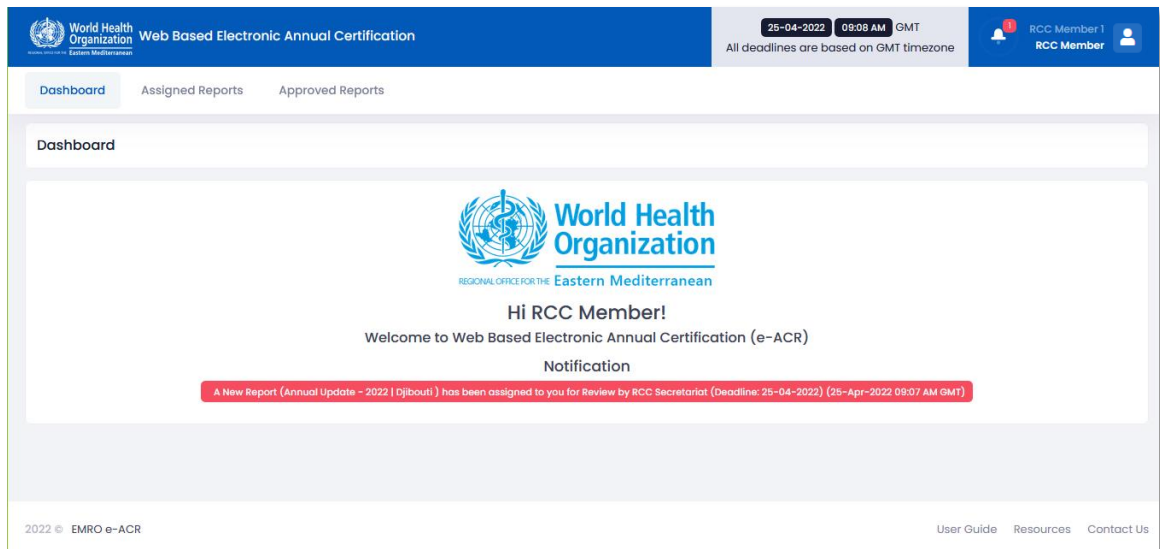 World Health
Organization
REGIONAL OFFICE FOR THE Eastern Mediterranean
Web Based Electronic Annual Certification
25-04-2022 09:08 AM GMT
All deadlines are based on GMT timezone
1
RCC Member 1
RCC Member
Dashboard Assigned Reports Approved Reports
Dashboard
World Health
Organization
REGIONAL OFFICE FOR THE Eastern Mediterranean
Hi RCC Member!
Welcome to Web Based Electronic Annual Certification (e-ACR)
Notification
A New Report (Annual Update - 2022 | Djibouti ) has been assigned to you for Review by RCC Secretariat (Deadline: 25-04-2022) (25-Apr-2022 09:07 AM GMT)
2022 © EMRO e-ACR
User Guide Resources Contact Us